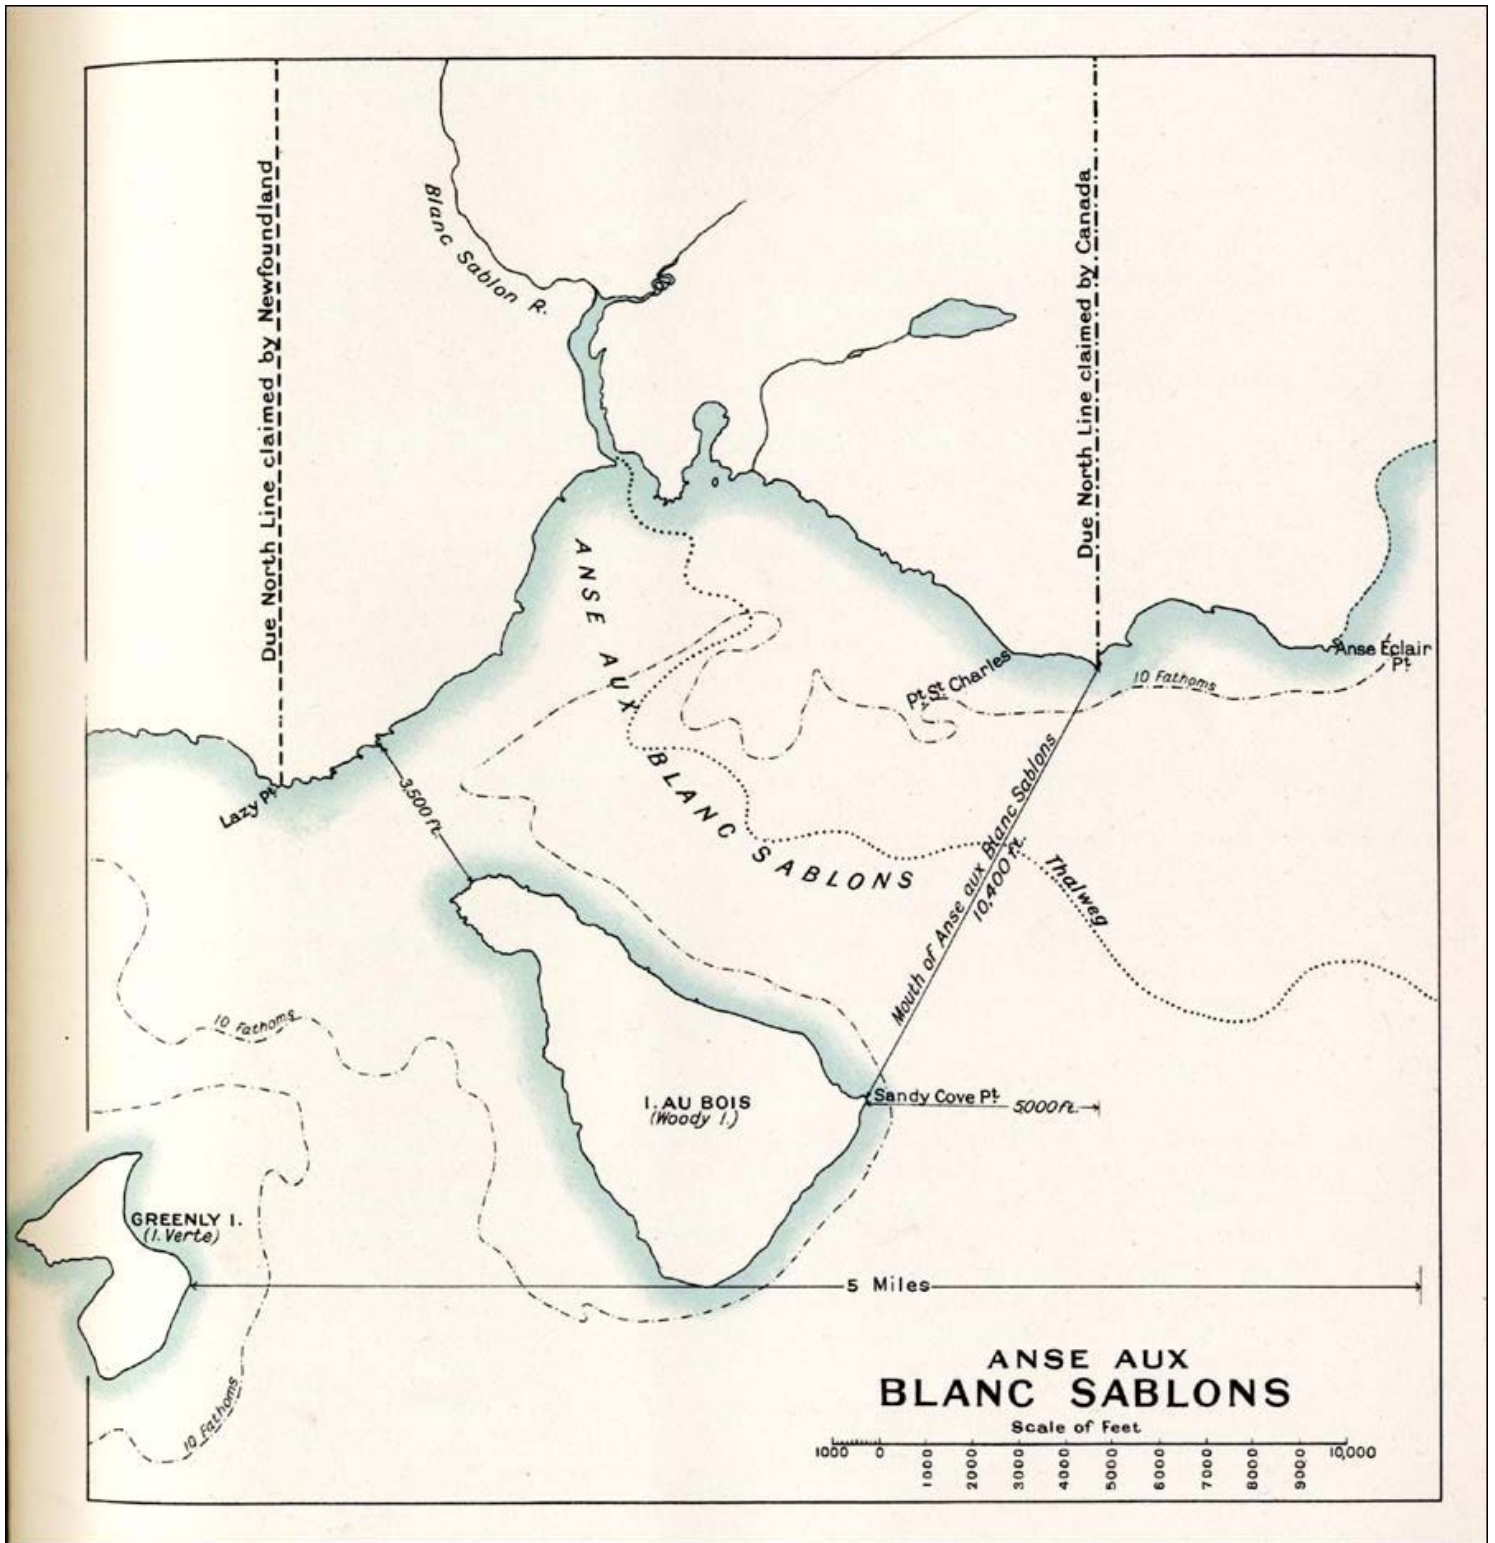 Due North Line claimed by Newfoundland
Due North Line claimed by Canada
Blanc Sablon R.
ANSE AUX BLANC SABLONS
Pt. St. Charles
Anse Éclair
Pt.
10 Fathoms
Lazy Pt.
3,500 ft.
Mouth of Anse aux Blanc Sablons
10,400 ft.
Thalweg
10 Fathoms
I. AU BOIS
(Woody I.)
Sandy Cove Pt.
5000 ft.
GREENLY I.
(I. Verte)
5 Miles
10 Fathoms
ANSE AUX
BLANC SABLONS
Scale of Feet
1000 0 1000 2000 3000 4000 5000 6000 7000 8000 9000 10,000